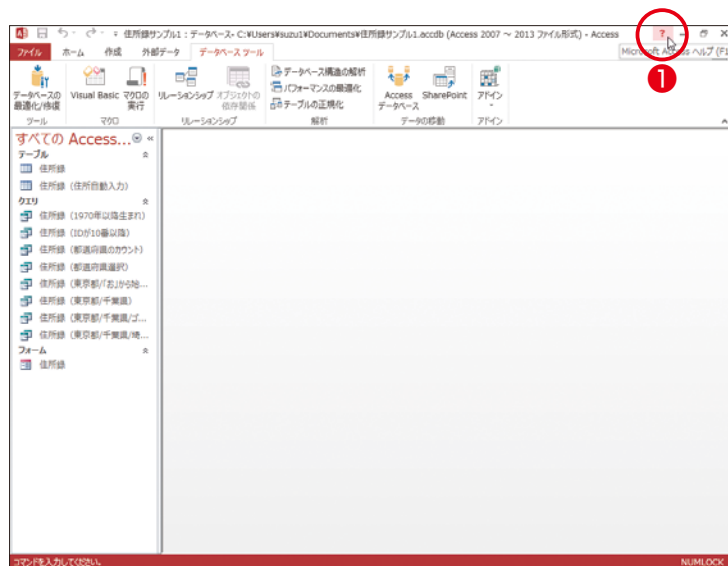 住所録サンプル1 : データベース- C:¥Users¥suzu1¥Documents¥住所録サンプル1.accdb (Access 2007 ～ 2013 ファイル形式) - Access
?
ファイル ホーム 作成 外部データ データベース ツール
Microsoft Access ヘルプ (F1
1
データベースの最適化/修復
Visual Basic
マクロの実行
リレーションシップ
オブジェクトの依存関係
データベース構造の解析
パフォーマンスの最適化
テーブルの正規化
Access データベース
SharePoint
アドイン
ツール マクロ リレーションシップ 解析 データの移動 アドイン
すべての Access...
テーブル
住所録
住所録 (住所自動入力)
クエリ
住所録 (1970年以降生まれ)
住所録 (IDが10番以降)
住所録 (都道府県のカウント)
住所録 (都道府県選択)
住所録 (東京都/「お」から始...
住所録 (東京都/千葉県)
住所録 (東京都/千葉県/ゴ...
住所録 (東京都/千葉県/埼...
フォーム
住所録
コマンドを入力してください。
NUMLOCK